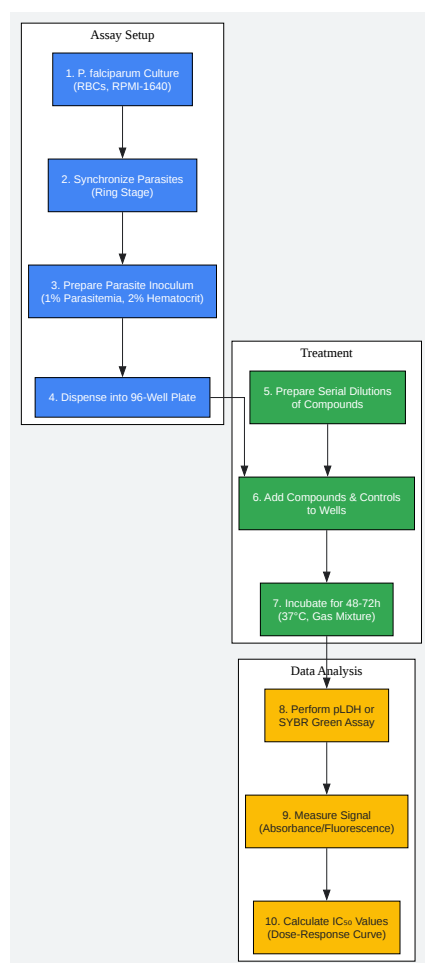 Assay Setup
1. P. falciparum Culture
(RBCs, RPMI-1640)
2. Synchronize Parasites
(Ring Stage)
3. Prepare Parasite Inoculum
(1% Parasitemia, 2% Hematocrit)
4. Dispense into 96-Well Plate
Treatment
5. Prepare Serial Dilutions
of Compounds
6. Add Compounds & Controls
to Wells
7. Incubate for 48-72h
(37°C, Gas Mixture)
Data Analysis
8. Perform pLDH or
SYBR Green Assay
9. Measure Signal
(Absorbance/Fluorescence)
10. Calculate IC₅₀ Values
(Dose-Response Curve)